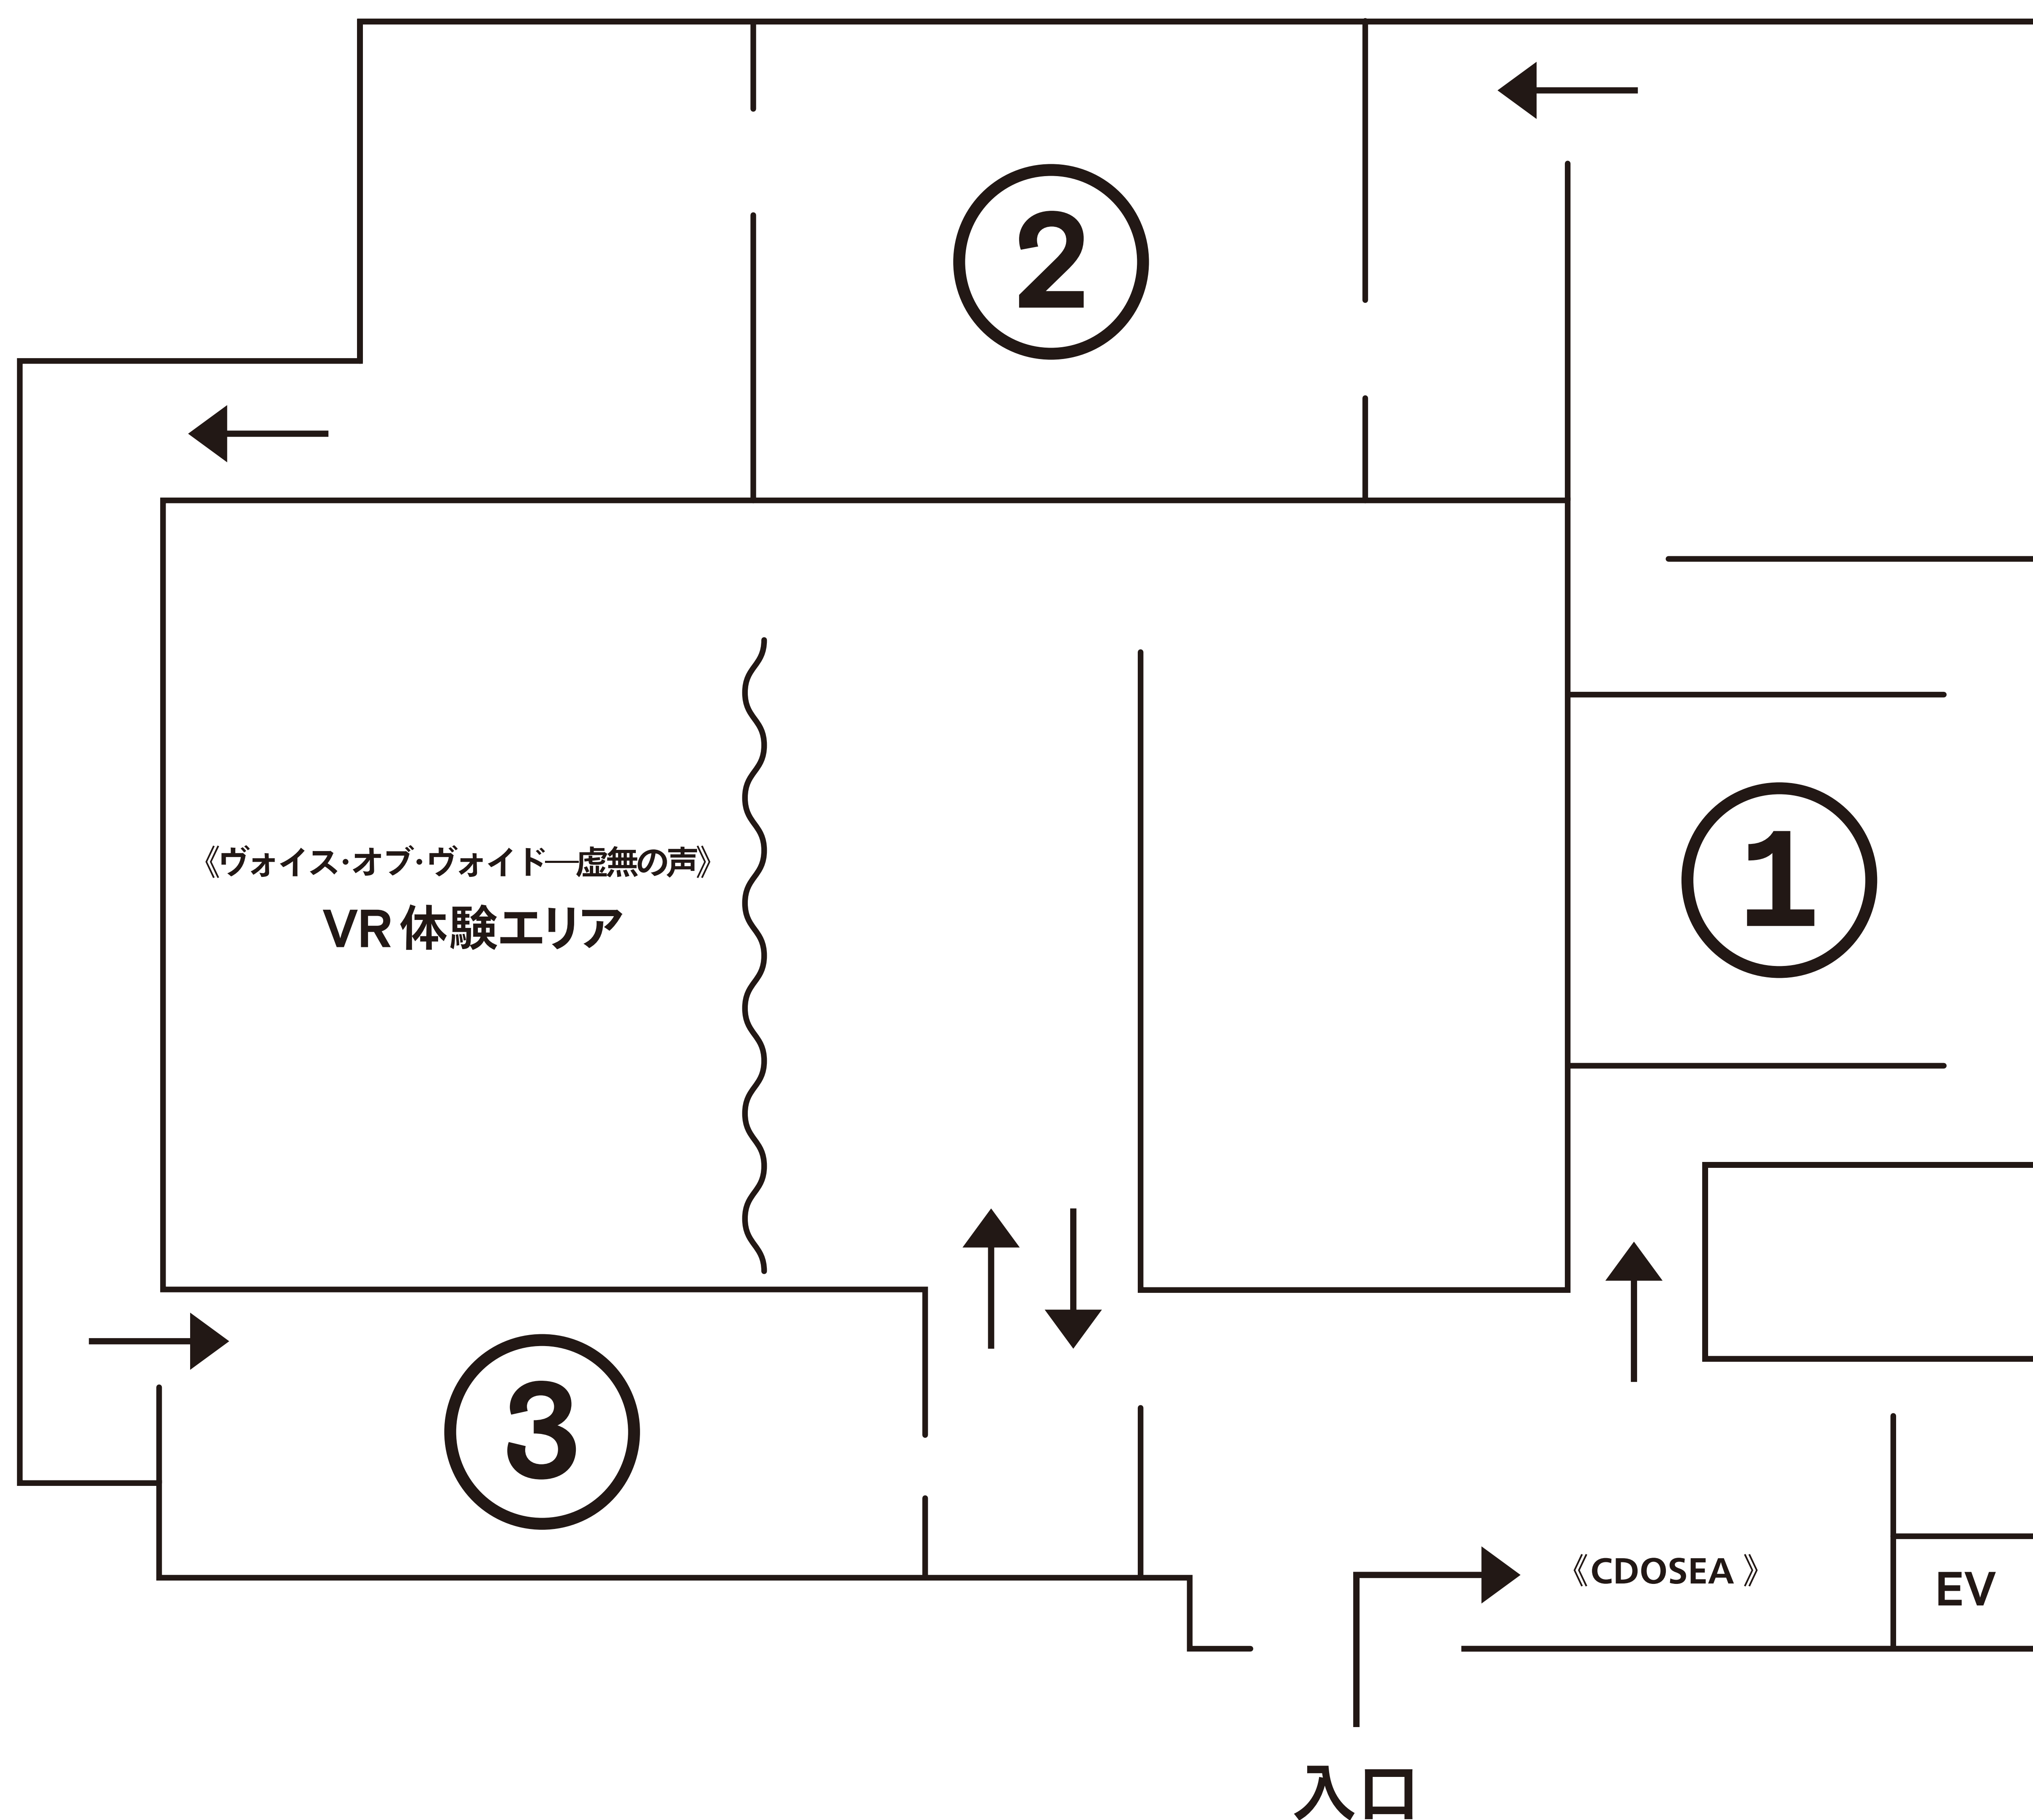 2
《ヴォイス・オブ・ヴォイド—虚無の声》
VR 体験エリア
1
3
《CDOSEA 》
EV
入口